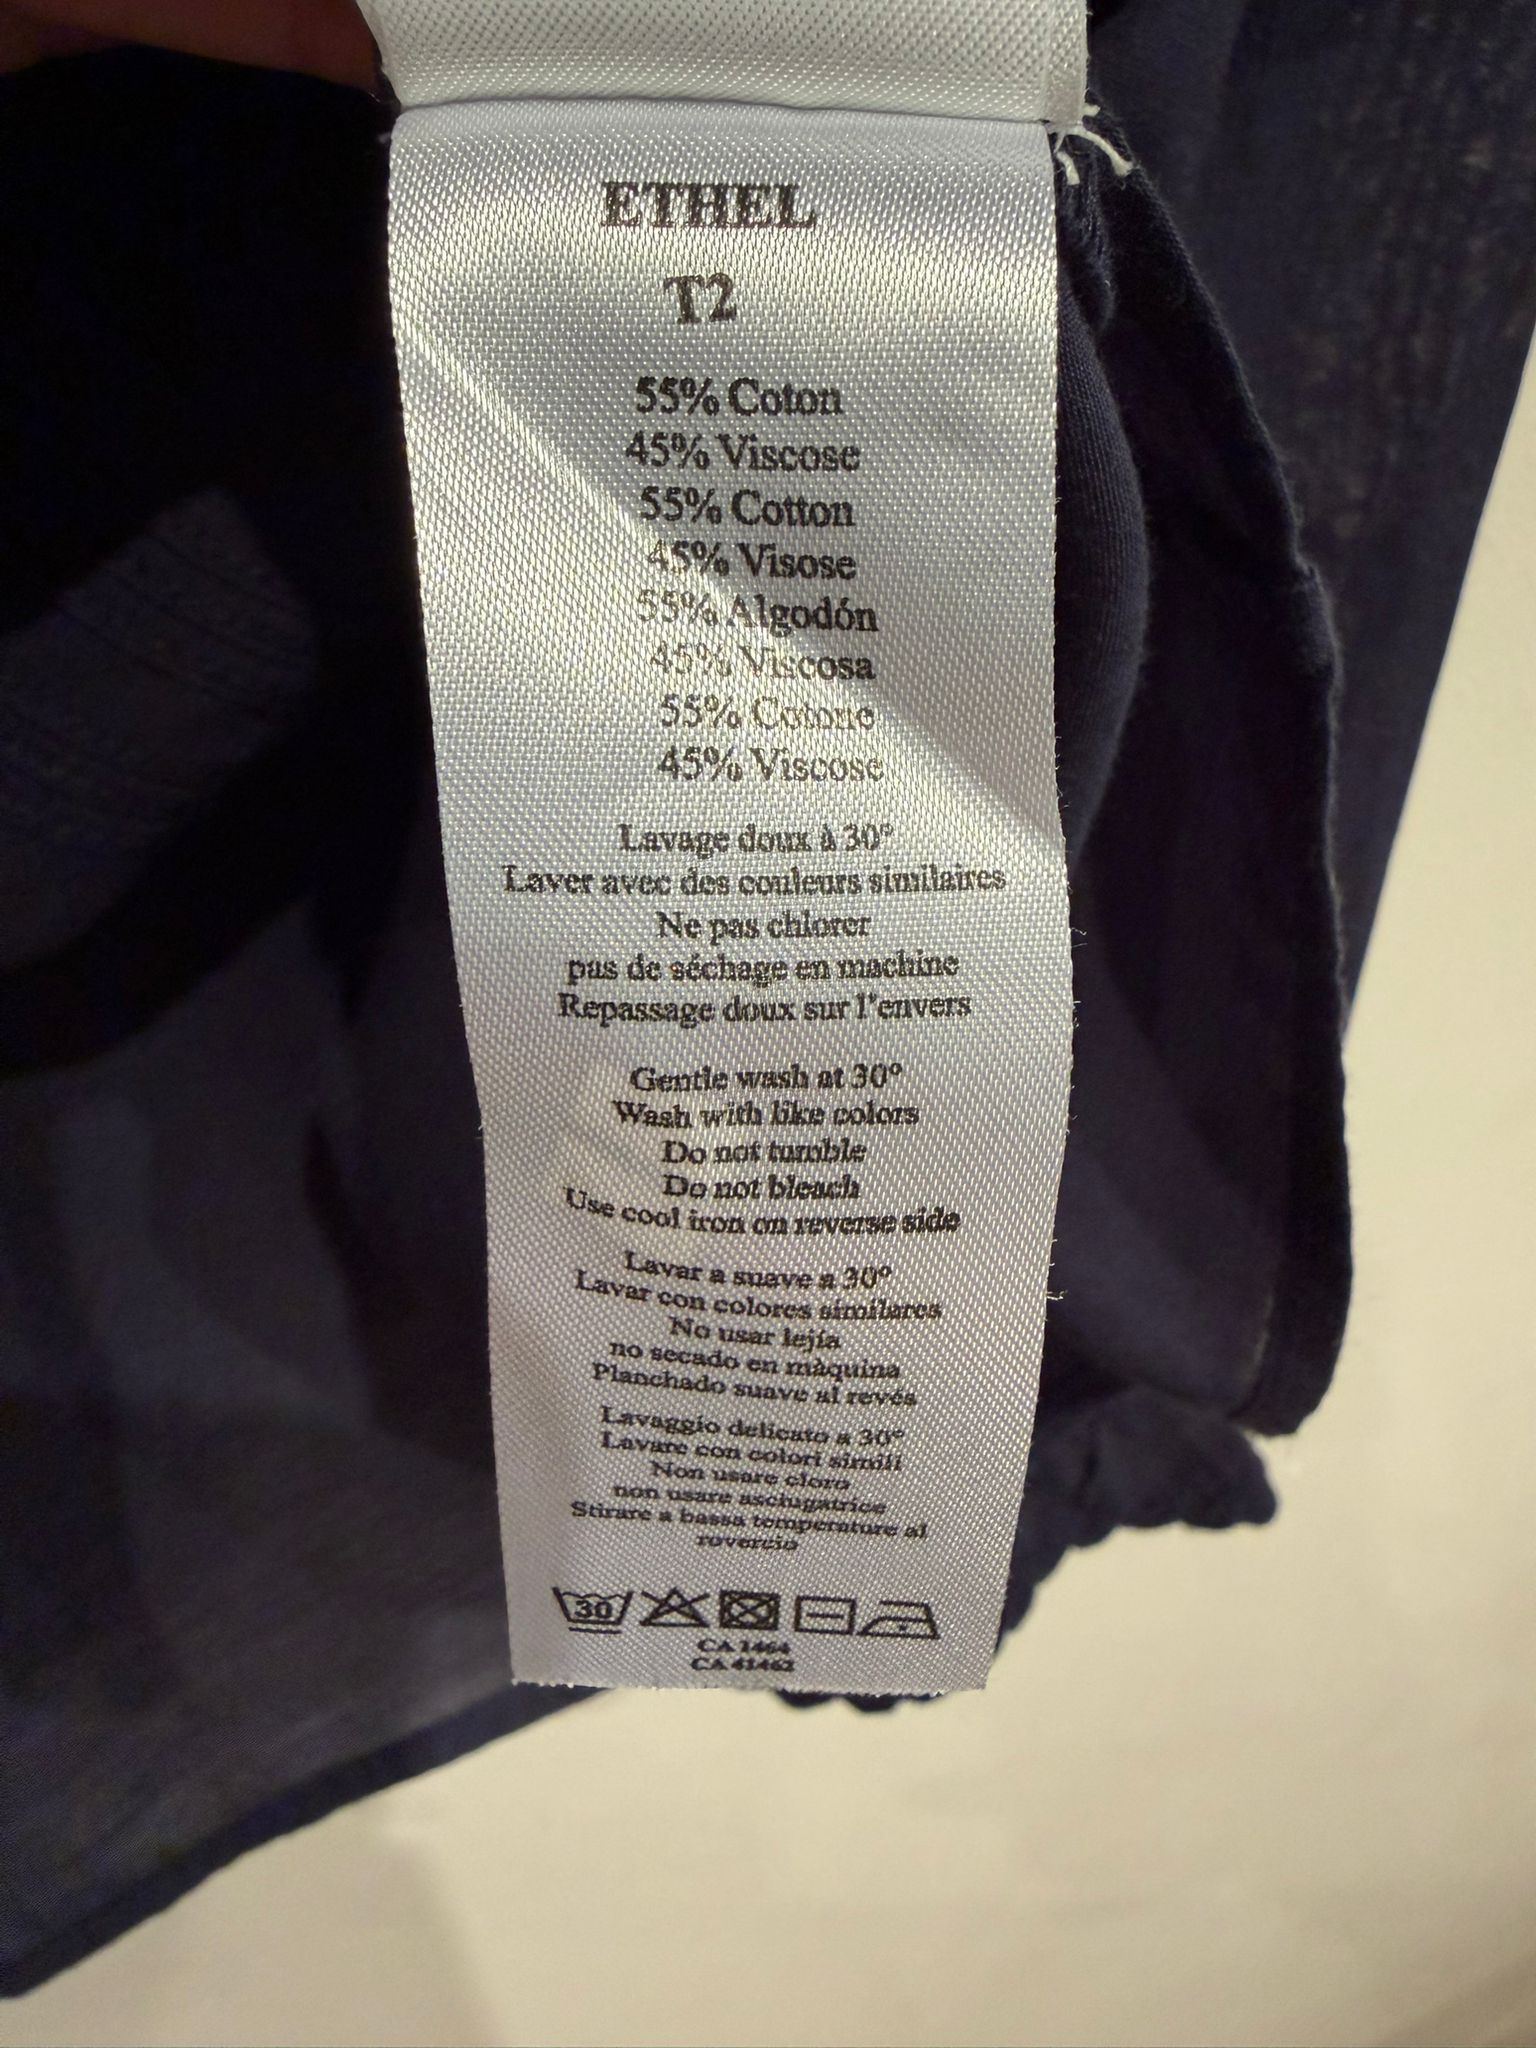 ETHEL
T2
55% Coton
45% Viscose
55% Cotton
45% Visose
55% Algodón
45% Viscosa
55% Cotone
45% Viscose
Lavage doux à 30°
Laver avec des couleurs similaires
Ne pas chlorer
pas de séchage en machine
Repassage doux sur l'envers
Gentle wash at 30°
Wash with like colors
Do not tumble
Do not bleach
Use cool iron on reverse side
Lavar a suave a 30°
Lavar con colores similares
No usar lejía
no secado en màquina
Planchado suave al revés
Lavaggio delicato a 30°
Lavare con colori simili
Non usare cloro
non usare asciugatrice
Stirare a bassa temperature al
rovercio
30
CA 1464
CA 41462